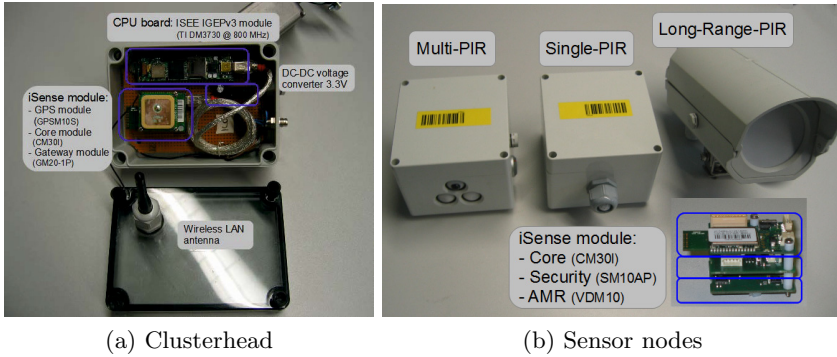 CPU board: ISEE IGEPv3 module
(TI DM3730 @ 800 MHz)
DC-DC voltage
converter 3.3V
iSense module:
- GPS module
(GPSM10S)
- Core module
(CM30I)
- Gateway module
(GM20-1P)
Wireless LAN
antenna
(a) Clusterhead
Multi-PIR
Single-PIR
Long-Range-PIR
iSense module:
- Core (CM30I)
- Security (SM10AP)
- AMR (VDM10)
(b) Sensor nodes